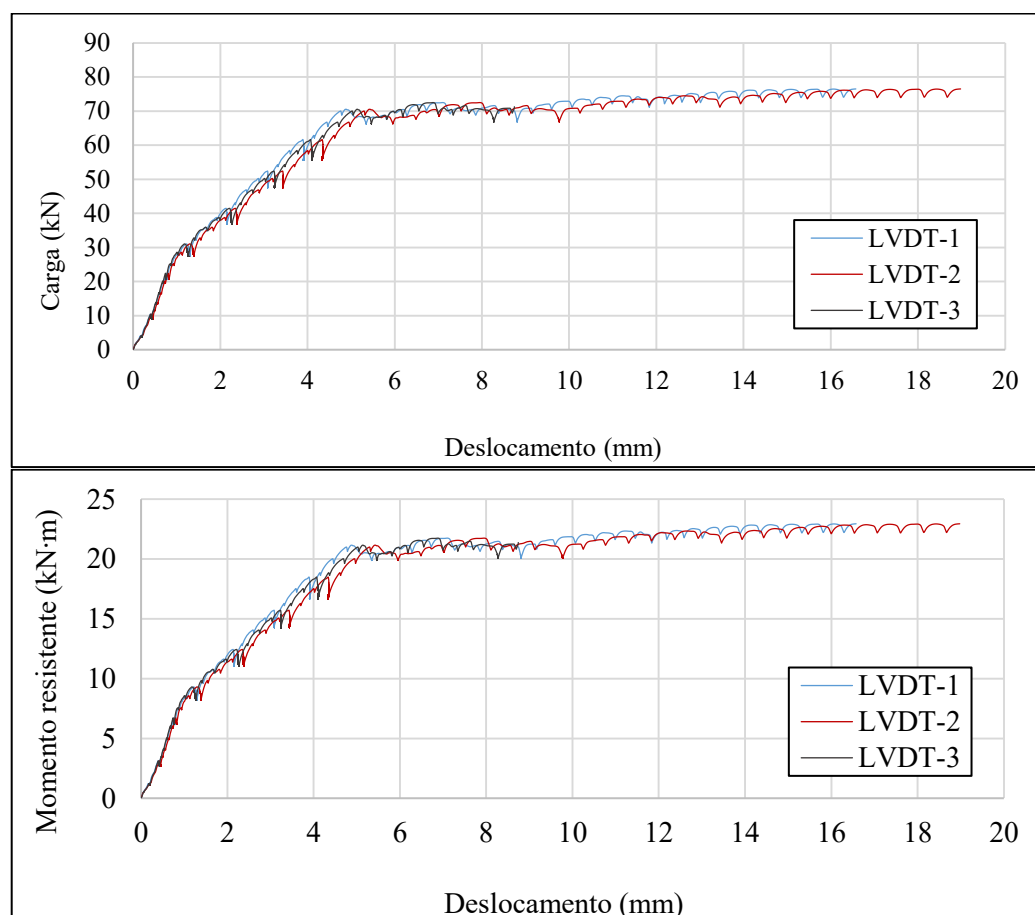 90
80
70
60
50
40
30
20
10
0
Carga (kN)
LVDT-1
LVDT-2
LVDT-3
0 2 4 6 8 10 12 14 16 18 20
Deslocamento (mm)
25
20
15
10
5
0
Momento resistente (kN·m)
LVDT-1
LVDT-2
LVDT-3
0 2 4 6 8 10 12 14 16 18 20
Deslocamento (mm)